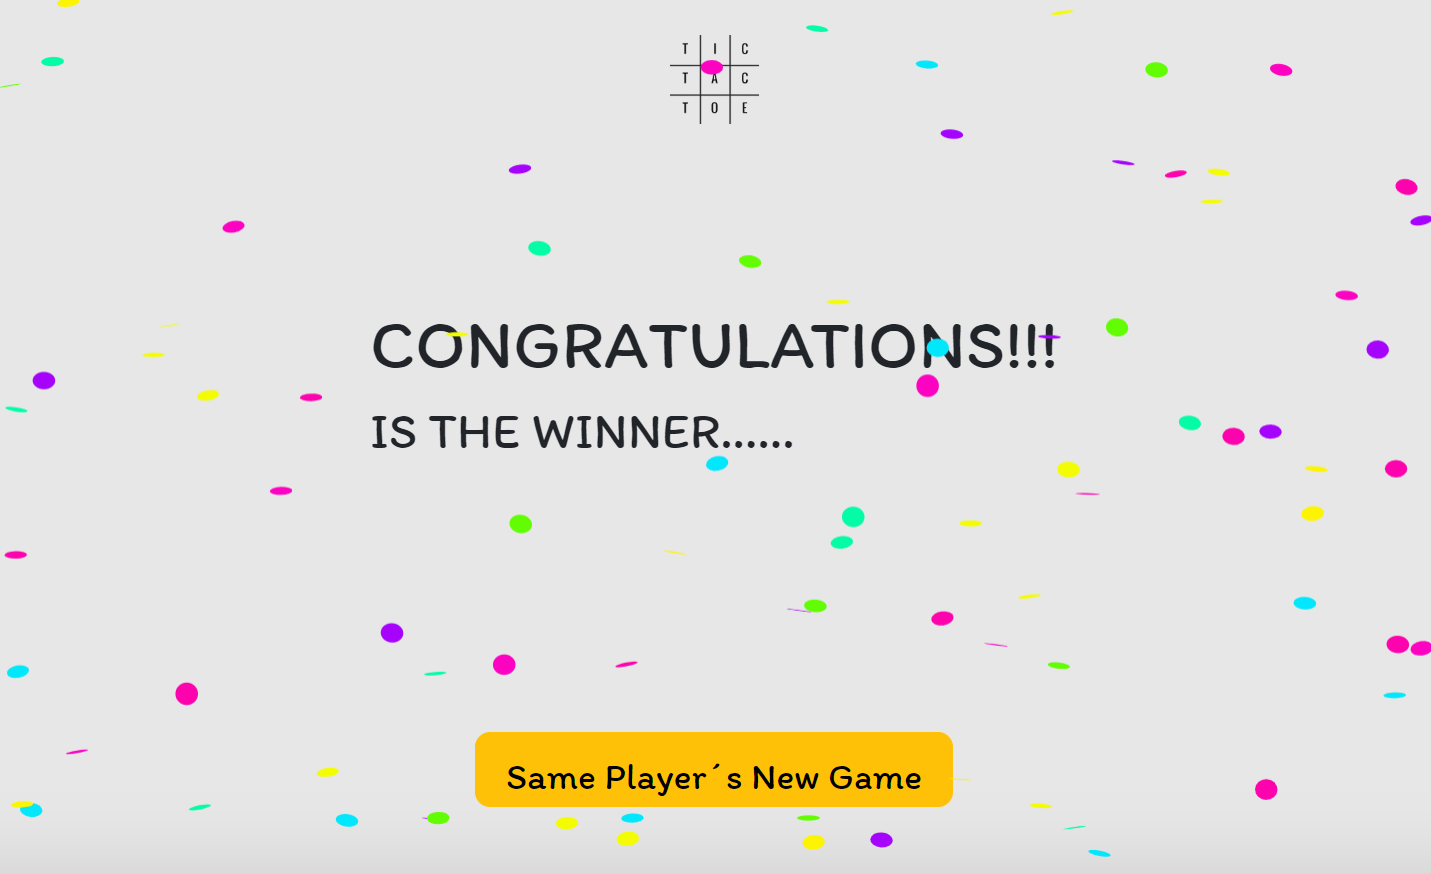 T I C
T A C
T O E
CONGRATULATIONS!!!
IS THE WINNER......
Same Player´s New Game